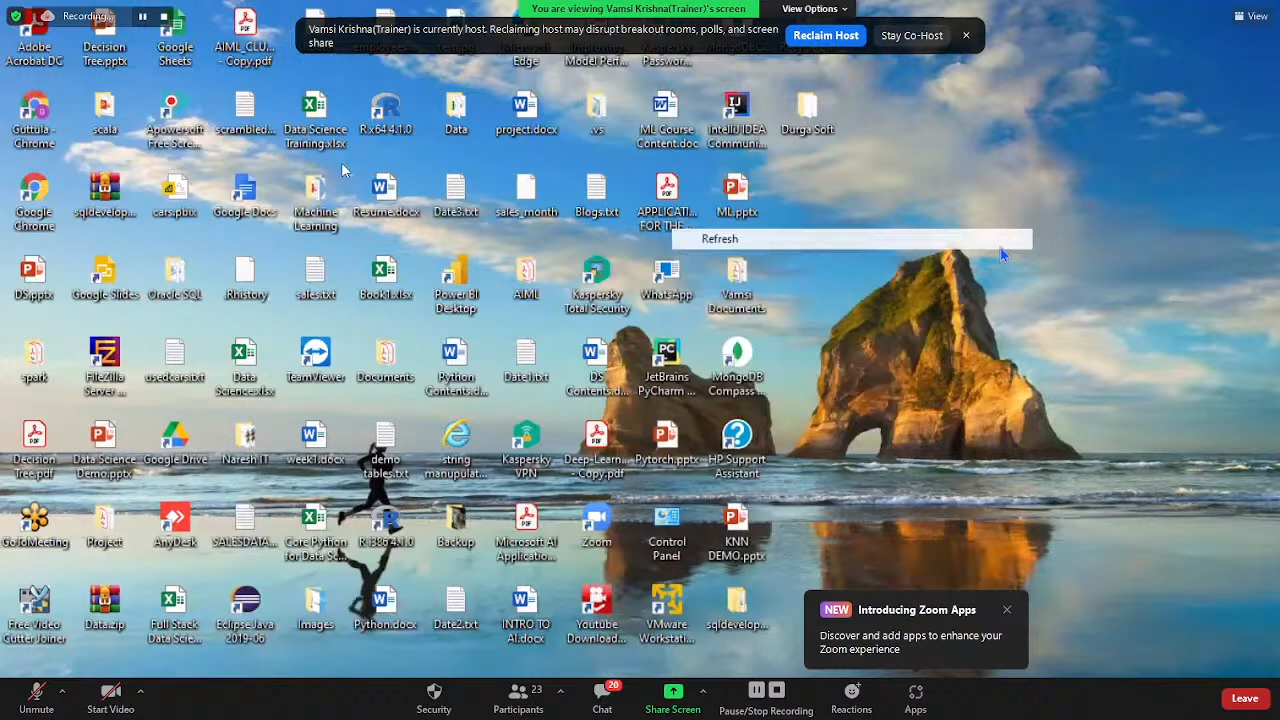 Recording...
You are viewing Vamsi Krishna(Trainer)'s screen
View Options
View
Vamsi Krishna(Trainer) is currently host. Reclaiming host may disrupt breakout rooms, polls, and screen
share
Reclaim Host
Stay Co-Host
Adobe
Acrobat DC
Decision
Tree.pptx
Google
Sheets
AIML_CLU...
- Copy.pdf
Edge
Model Perf...
Passwor...
Guttula -
Chrome
scala
Apowersoft
Free Scre...
scrambled...
Data Science
Training.xlsx
R x64 4.1.0
Data
project.docx
.vs
ML Course
Content.doc
IntelliJ IDEA
Communi...
Durga Soft
Google
Chrome
sqldevelop...
cars.pbix
Google Docs
Machine
Learning
Resume.docx
Date3.txt
sales_month
Blogs.txt
APPLICATI...
FOR THE...
ML.pptx
Refresh
DS.pptx
Google Slides
Oracle SQL
.Rhistory
sales.txt
Book1.xlsx
Power BI
Desktop
AIML
Kaspersky
Total Security
WhatsApp
Vamsi
Documents
spark
FileZilla
Server ...
usedcars.txt
Data
Science.xlsx
TeamViewer
Documents
Python
Contents.d...
Date1.txt
DS
Contents.d...
JetBrains
PyCharm ...
MongoDB
Compass ...
Decision
Tree.pdf
Data Science
Demo.pptx
Google Drive
Naresh IT
week1.docx
demo
tables.txt
string
manupulat...
Kaspersky
VPN
Deep-Learn...
- Copy.pdf
Pytorch.pptx
HP Support
Assistant
GoToMeeting
Project
AnyDesk
SALESDATA...
Core Python
for Data Sc...
R i386 4.1.0
Backup
Microsoft AI
Applicatio...
Zoom
Control
Panel
KNN
DEMO.pptx
Free Video
Cutter Joiner
Data.zip
Full Stack
Data Scie...
Eclipse Java
2019-06
Images
Python.docx
Date2.txt
INTRO TO
AI.docx
Youtube
Download...
VMware
Workstati...
sqldevelop...
NEW Introducing Zoom Apps
Discover and add apps to enhance your
Zoom experience
Unmute
Start Video
Security
Participants
23
Chat
20
Share Screen
Pause/Stop Recording
Reactions
Apps
Leave